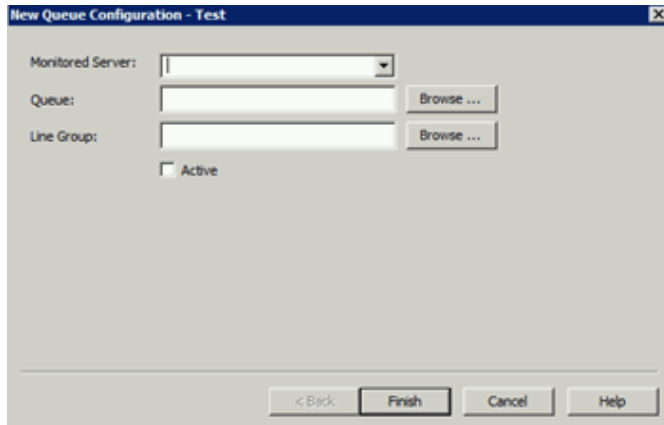 New Queue Configuration - Test
Monitored Server:
Queue:
Browse ...
Line Group:
Browse ...
Active
< Back
Finish
Cancel
Help